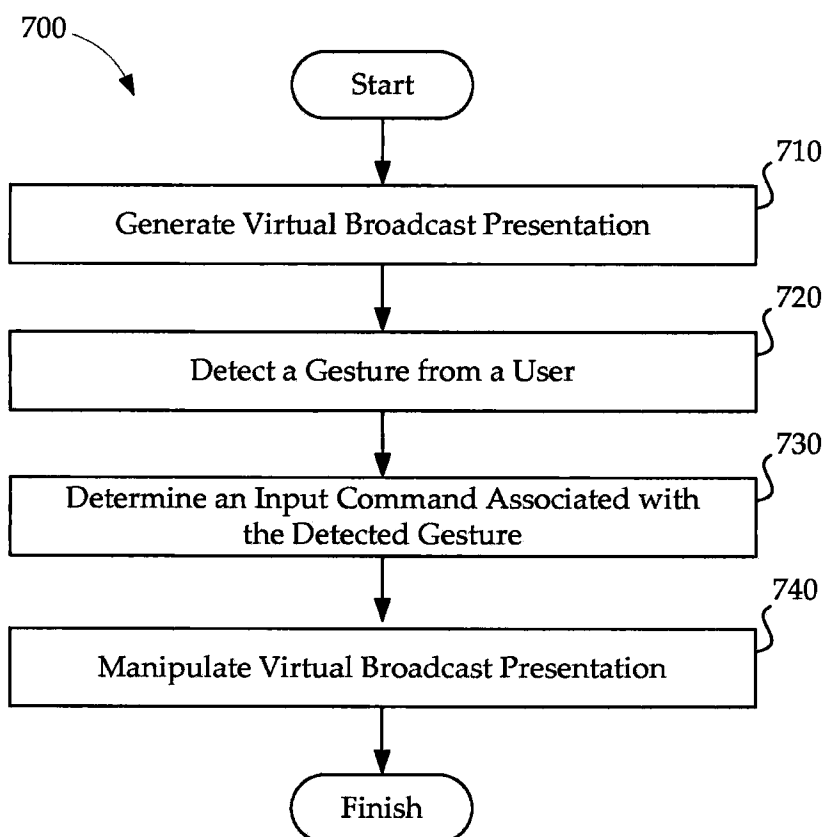 700
Start
710
Generate Virtual Broadcast Presentation
720
Detect a Gesture from a User
730
Determine an Input Command Associated with
the Detected Gesture
740
Manipulate Virtual Broadcast Presentation
Finish